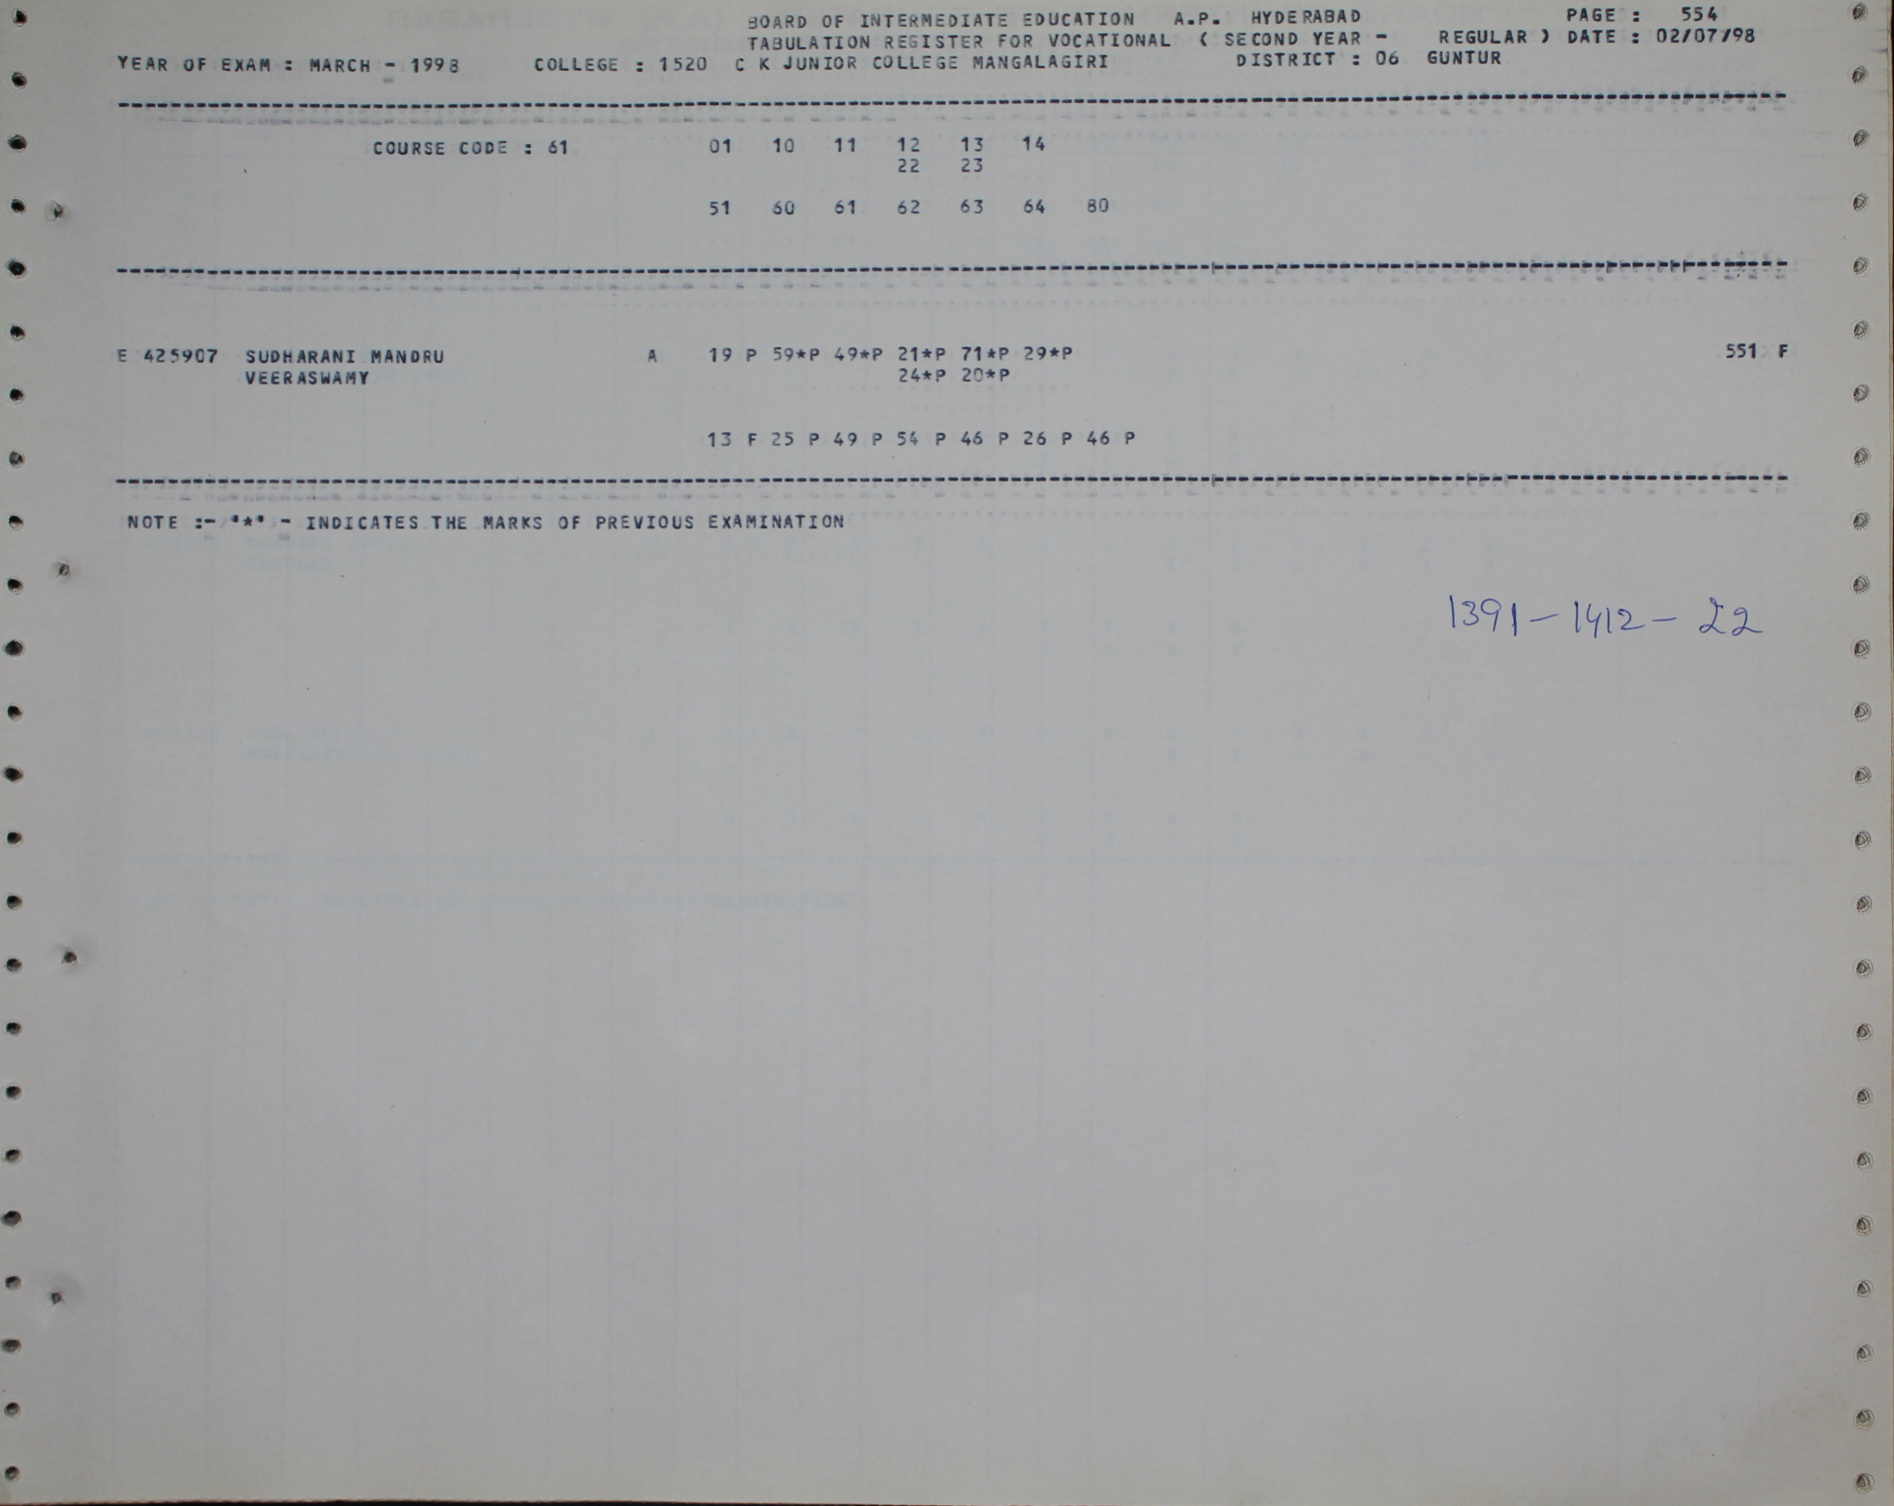 BOARD OF INTERMEDIATE EDUCATION A.P. HYDERABAD PAGE : 554
TABULATION REGISTER FOR VOCATIONAL ( SECOND YEAR - REGULAR ) DATE : 02/07/98
YEAR OF EXAM : MARCH - 1998 COLLEGE : 1520 C K JUNIOR COLLEGE MANGALAGIRI DISTRICT : 06 GUNTUR
COURSE CODE : 61 01 10 11 12 13 14
22 23
51 60 61 62 63 64 80
E 425907 SUDHARANI MANDRU A 19 P 59*P 49*P 21*P 71*P 29*P 551 F
VEERASWAMY 24*P 20*P
13 F 25 P 49 P 54 P 46 P 26 P 46 P
NOTE :- "*" - INDICATES THE MARKS OF PREVIOUS EXAMINATION
1391 - 1412 - 22